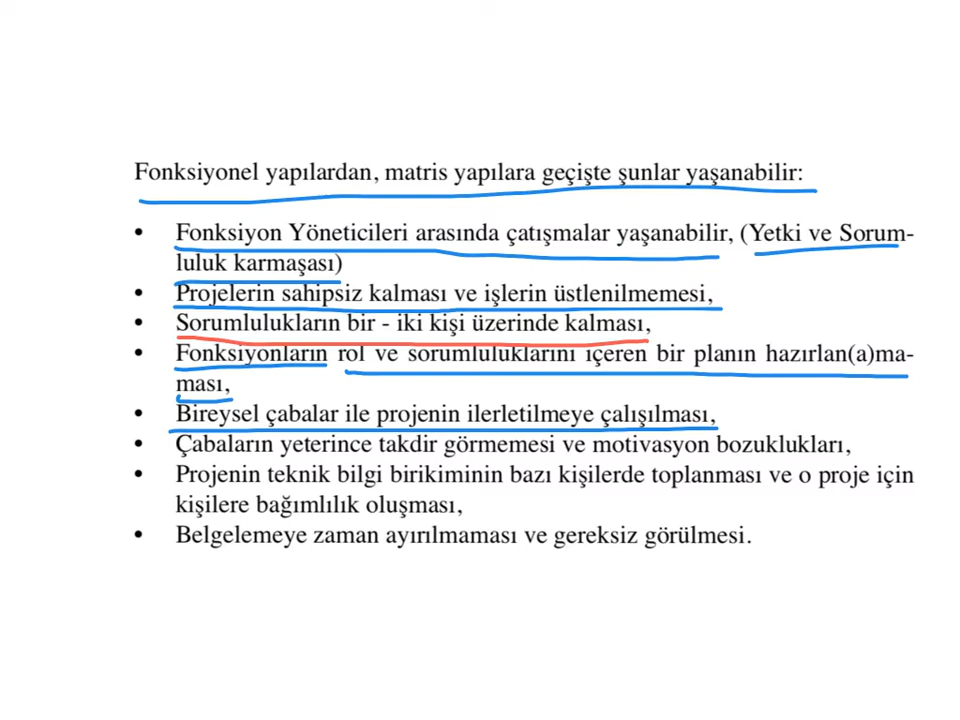 Fonksiyonel yapılardan, matris yapılara geçişte şunlar yaşanabilir:
• Fonksiyon Yöneticileri arasında çatışmalar yaşanabilir, (Yetki ve Sorum-
luluk karmaşası)
• Projelerin sahipsiz kalması ve işlerin üstlenilmemesi,
• Sorumlulukların bir - iki kişi üzerinde kalması,
• Fonksiyonların rol ve sorumluluklarını içeren bir planın hazırlan(a)ma-
ması,
• Bireysel çabalar ile projenin ilerletilmeye çalışılması,
• Çabaların yeterince takdir görmemesi ve motivasyon bozuklukları,
• Projenin teknik bilgi birikiminin bazı kişilerde toplanması ve o proje için
kişilere bağımlılık oluşması,
• Belgelemeye zaman ayırılmaması ve gereksiz görülmesi.